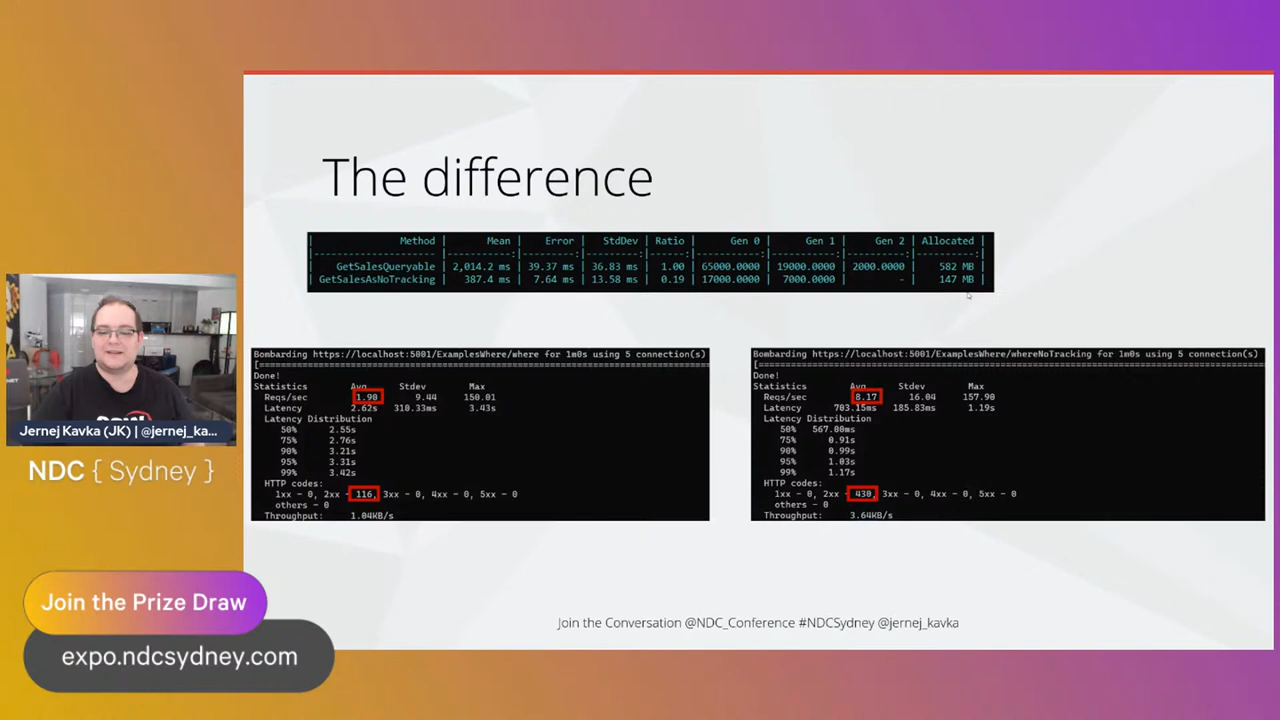 The difference
| Method | Mean | Error | StdDev | Ratio | Gen 0 | Gen 1 | Gen 2 | Allocated |
| GetSalesQueryable | 2,014.2 ms | 39.37 ms | 36.83 ms | 1.00 | 65000.0000 | 19000.0000 | 2000.0000 | 582 MB |
| GetSalesAsNoTracking | 387.4 ms | 7.64 ms | 13.58 ms | 0.19 | 17000.0000 | 7000.0000 | - | 147 MB |
Bombarding https://localhost:5001/ExamplesWhere/where for 1m0s using 5 connection(s)
Done!
Statistics Avg Stdev Max
Reqs/sec 1.90 9.44 150.01
Latency 2.62s 310.33ms 3.43s
Latency Distribution
50% 2.55s
75% 2.76s
90% 3.21s
95% 3.31s
99% 3.42s
HTTP codes:
1xx - 0, 2xx - 116, 3xx - 0, 4xx - 0, 5xx - 0
others - 0
Throughput: 1.04KB/s
Bombarding https://localhost:5001/ExamplesWhere/whereNoTracking for 1m0s using 5 connection(s)
Done!
Statistics Avg Stdev Max
Reqs/sec 8.17 16.04 157.90
Latency 703.15ms 185.83ms 1.19s
Latency Distribution
50% 567.00ms
75% 0.91s
90% 0.99s
95% 1.03s
99% 1.17s
HTTP codes:
1xx - 0, 2xx - 430, 3xx - 0, 4xx - 0, 5xx - 0
others - 0
Throughput: 3.64KB/s
Jernej Kavka (JK) | @jernej_ka...
NDC { Sydney }
Join the Prize Draw
expo.ndcsydney.com
Join the Conversation @NDC_Conference #NDCSydney @jernej_kavka